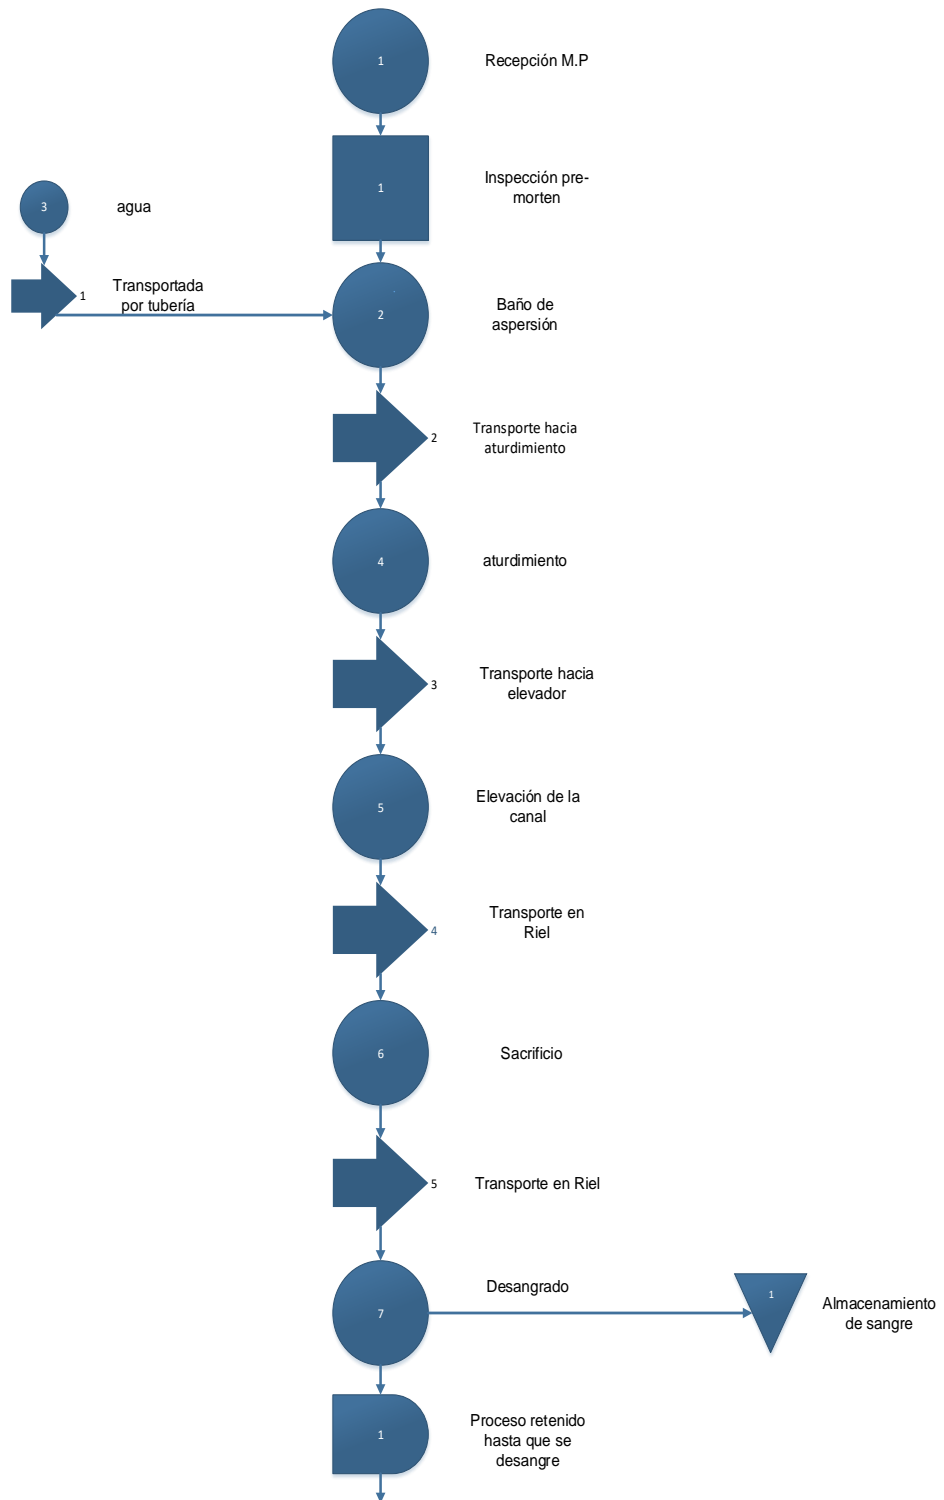 1
Recepción M.P
1
Inspección pre-
morten
3
agua
1
Transportada
por tubería
2
Baño de
aspersión
2
Transporte hacia
aturdimiento
4
aturdimiento
3
Transporte hacia
elevador
5
Elevación de la
canal
4
Transporte en
Riel
6
Sacrificio
5
Transporte en Riel
7
Desangrado
1
Almacenamiento
de sangre
1
Proceso retenido
hasta que se
desangre